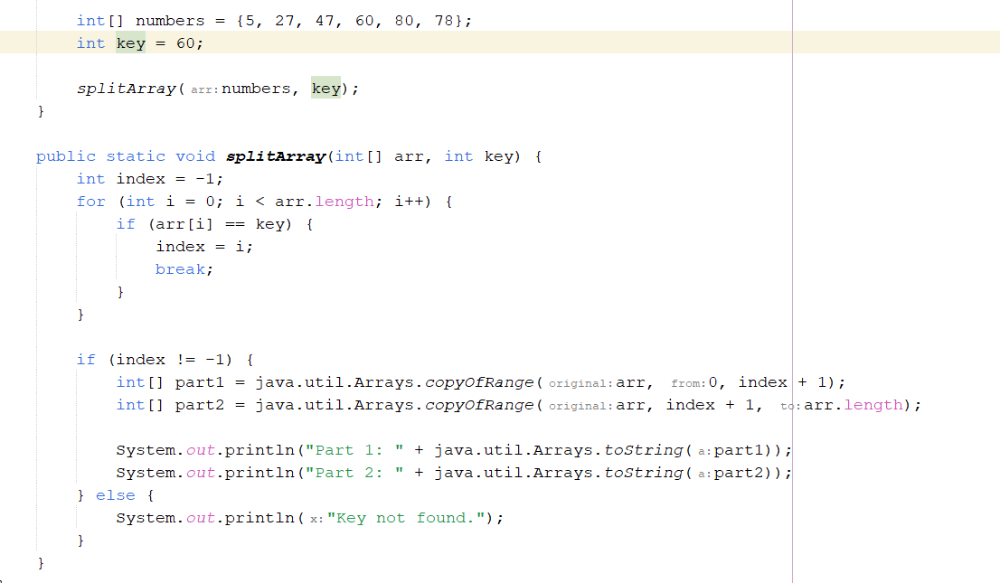 int[] numbers = {5, 27, 47, 60, 80, 78};
int key = 60;
splitArray( arr: numbers, key);
}
public static void splitArray(int[] arr, int key) {
int index = -1;
for (int i = 0; i < arr.length; i++) {
if (arr[i] == key) {
index = i;
break;
}
}
if (index != -1) {
int[] part1 = java.util.Arrays.copyOfRange( original: arr, from: 0, index + 1);
int[] part2 = java.util.Arrays.copyOfRange( original: arr, index + 1, to: arr.length);
System.out.println("Part 1: " + java.util.Arrays.toString( a: part1));
System.out.println("Part 2: " + java.util.Arrays.toString( a: part2));
} else {
System.out.println( x: "Key not found.");
}
}